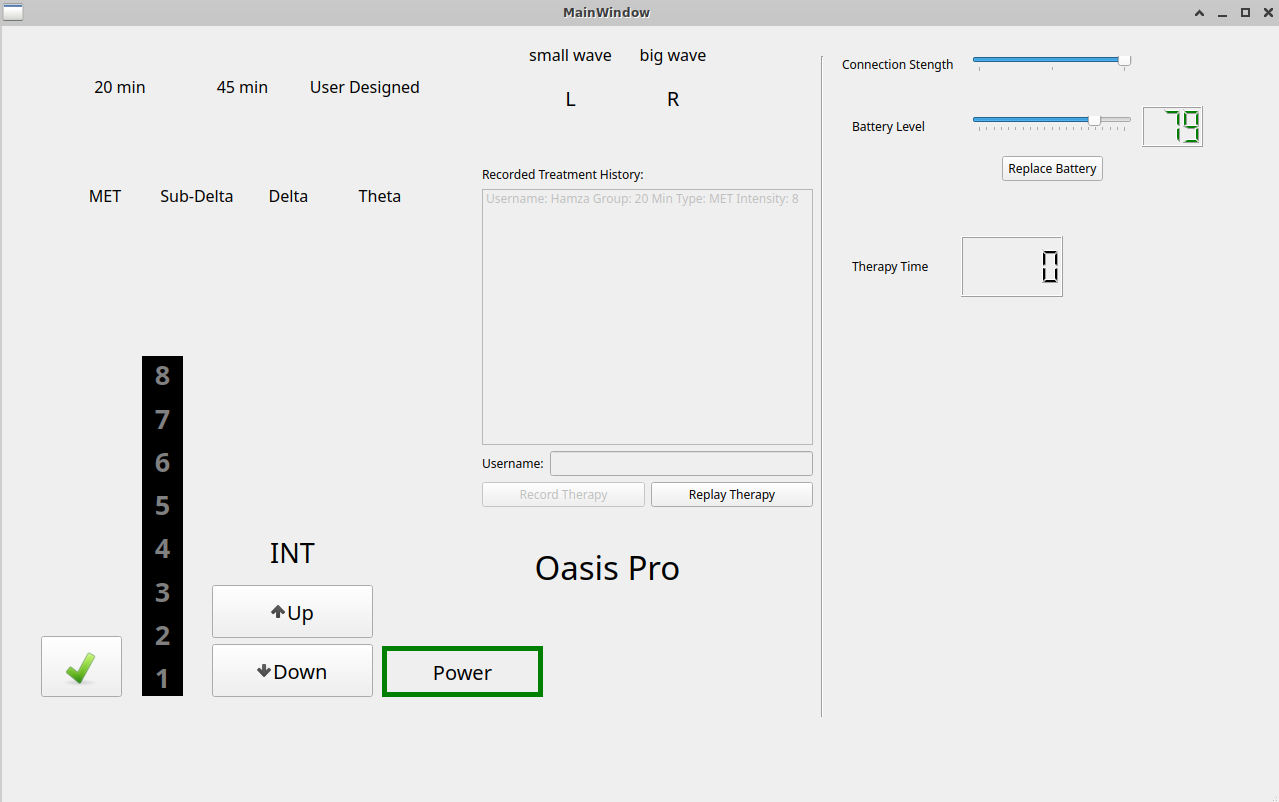 MainWindow
small wave big wave
20 min 45 min User Designed
L R
MET Sub-Delta Delta Theta
Recorded Treatment History:
Username: Hamza Group: 20 Min Type: MET Intensity: 8
Username:
Record Therapy Replay Therapy
8
7
6
5
4
3
2
1
INT
Up
Down
Oasis Pro
Power
Connection Stength
Battery Level 79
Replace Battery
Therapy Time 0